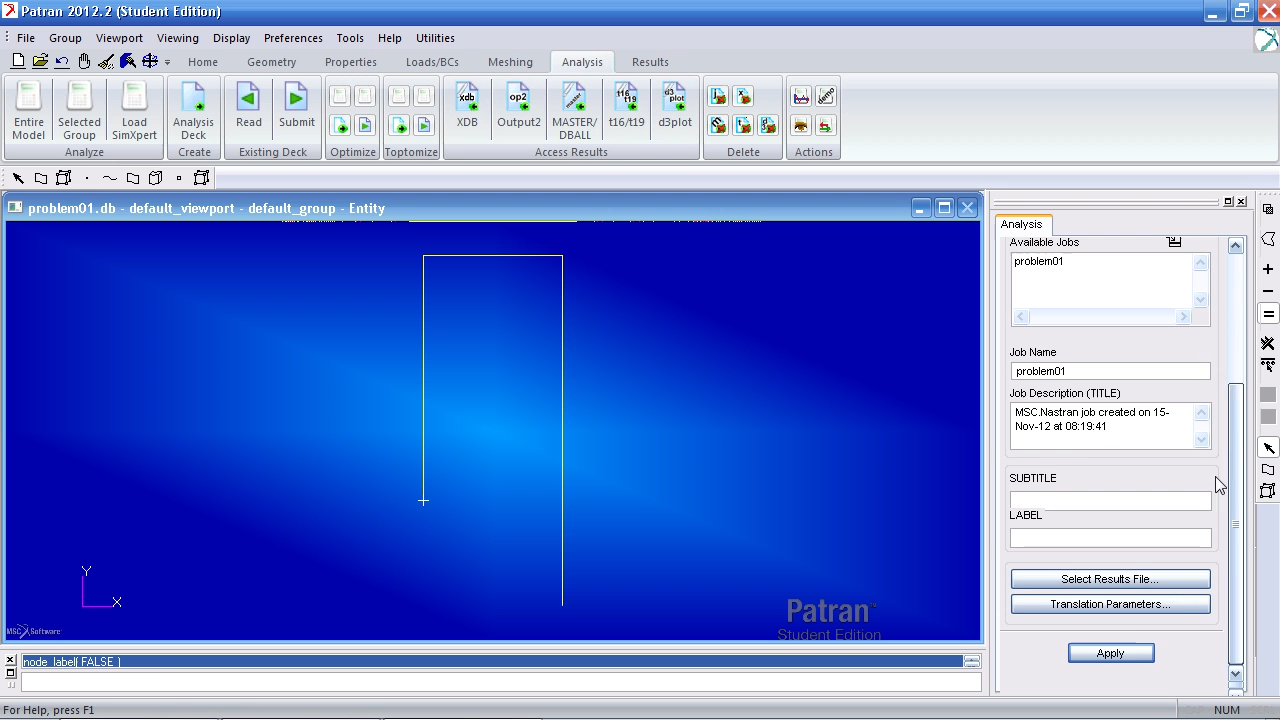 Patran 2012.2 (Student Edition)
File Group Viewport Viewing Display Preferences Tools Help Utilities
Home Geometry Properties Loads/BCs Meshing Analysis Results
Entire Model
Selected Group
Load SimXpert
Analysis Deck
Read
Submit
xdb
XDB
op2
Output2
master
MASTER/DBALL
t16 t19
t16/t19
d3 plot
d3plot
Analyze Create Existing Deck Optimize Toptomize Access Results Delete Actions
problem01.db - default_viewport - default_group - Entity
Y
X
MSC Software
Patran™
Student Edition
Analysis
Available Jobs
problem01
Job Name
problem01
Job Description (TITLE)
MSC.Nastran job created on 15-
Nov-12 at 08:19:41
SUBTITLE
LABEL
Select Results File...
Translation Parameters...
Apply
node_label( FALSE )
For Help, press F1
NUM